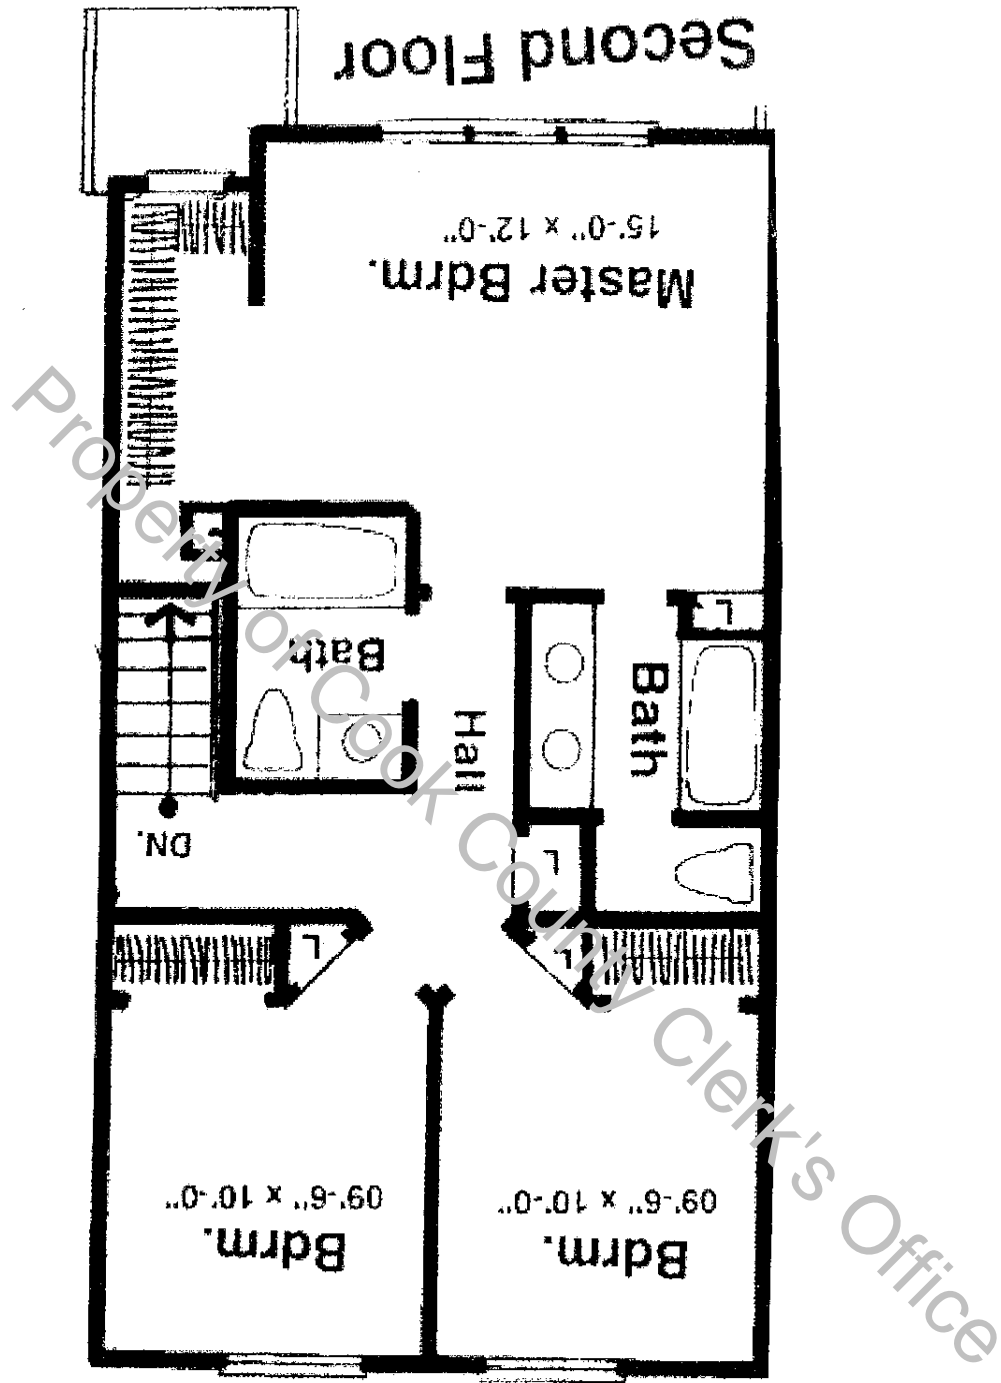 Second Floor
15'-0" x 12'-0"
Master Bdrm.
L
L
Bath
Bath
Hall
DN.
L
L
L
09'-6" x 10'-0"
Bdrm.
09'-6" x 10'-0"
Bdrm.
Property of Cook County Clerk's Office